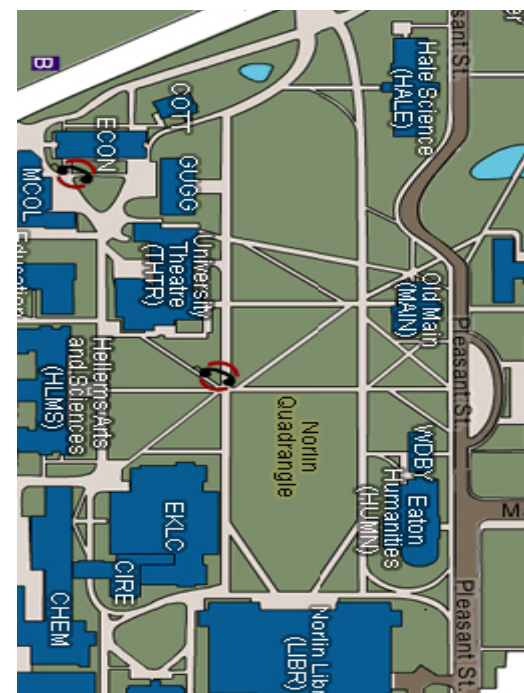 Pleasant St.
Hale Science
(HALE)
B
COTT
ECON
GUGG
MCOL
University
Theatre
(THTR)
Old Main
(MAIN)
Pleasant St.
Hellems Arts
and Sciences
(HLMS)
Norlin
Quadrangle
WDBY
Eaton
Humanities
(HUMN)
EKLC
CIRE
CHEM
Norlin Libr
(LIBR)
Pleasant St.